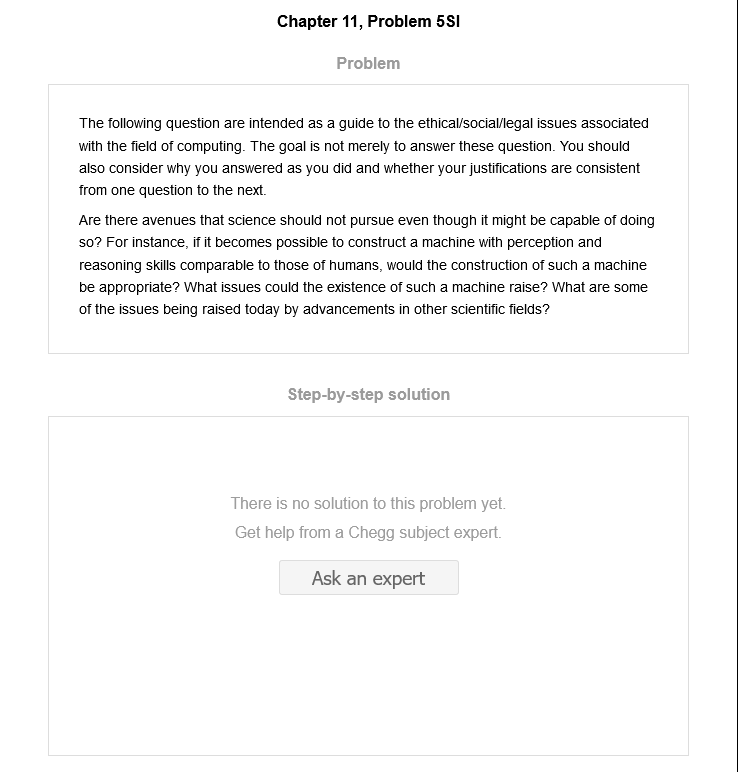 Chapter 11, Problem 5SI
Problem
The following question are intended as a guide to the ethical/social/legal issues associated
with the field of computing. The goal is not merely to answer these question. You should
also consider why you answered as you did and whether your justifications are consistent
from one question to the next.
Are there avenues that science should not pursue even though it might be capable of doing
so? For instance, if it becomes possible to construct a machine with perception and
reasoning skills comparable to those of humans, would the construction of such a machine
be appropriate? What issues could the existence of such a machine raise? What are some
of the issues being raised today by advancements in other scientific fields?
Step-by-step solution
There is no solution to this problem yet.
Get help from a Chegg subject expert.
Ask an expert